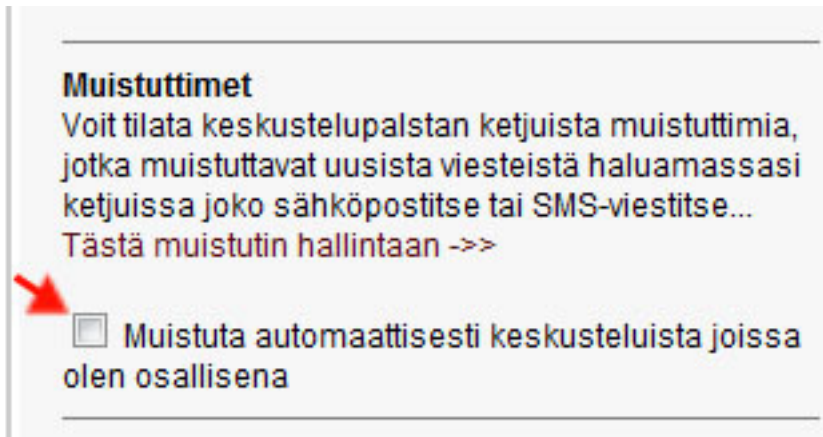 Muistuttimet
Voit tilata keskustelupalstan ketjuista muistuttimia,
jotka muistuttavat uusista viesteistä haluamassasi
ketjuissa joko sähköpostitse tai SMS-viestitse...
Tästä muistutin hallintaan ->>
Muistuta automaattisesti keskusteluista joissa
olen osallisena